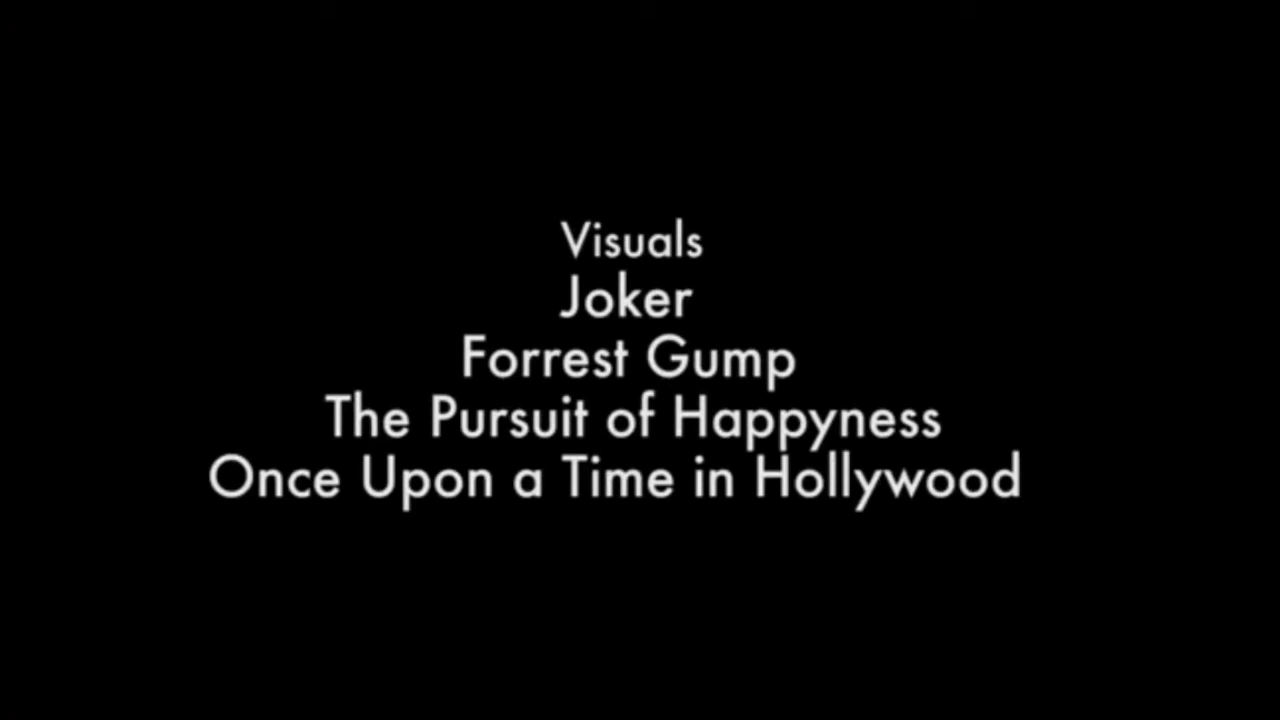 Visuals
Joker
Forrest Gump
The Pursuit of Happyness
Once Upon a Time in Hollywood